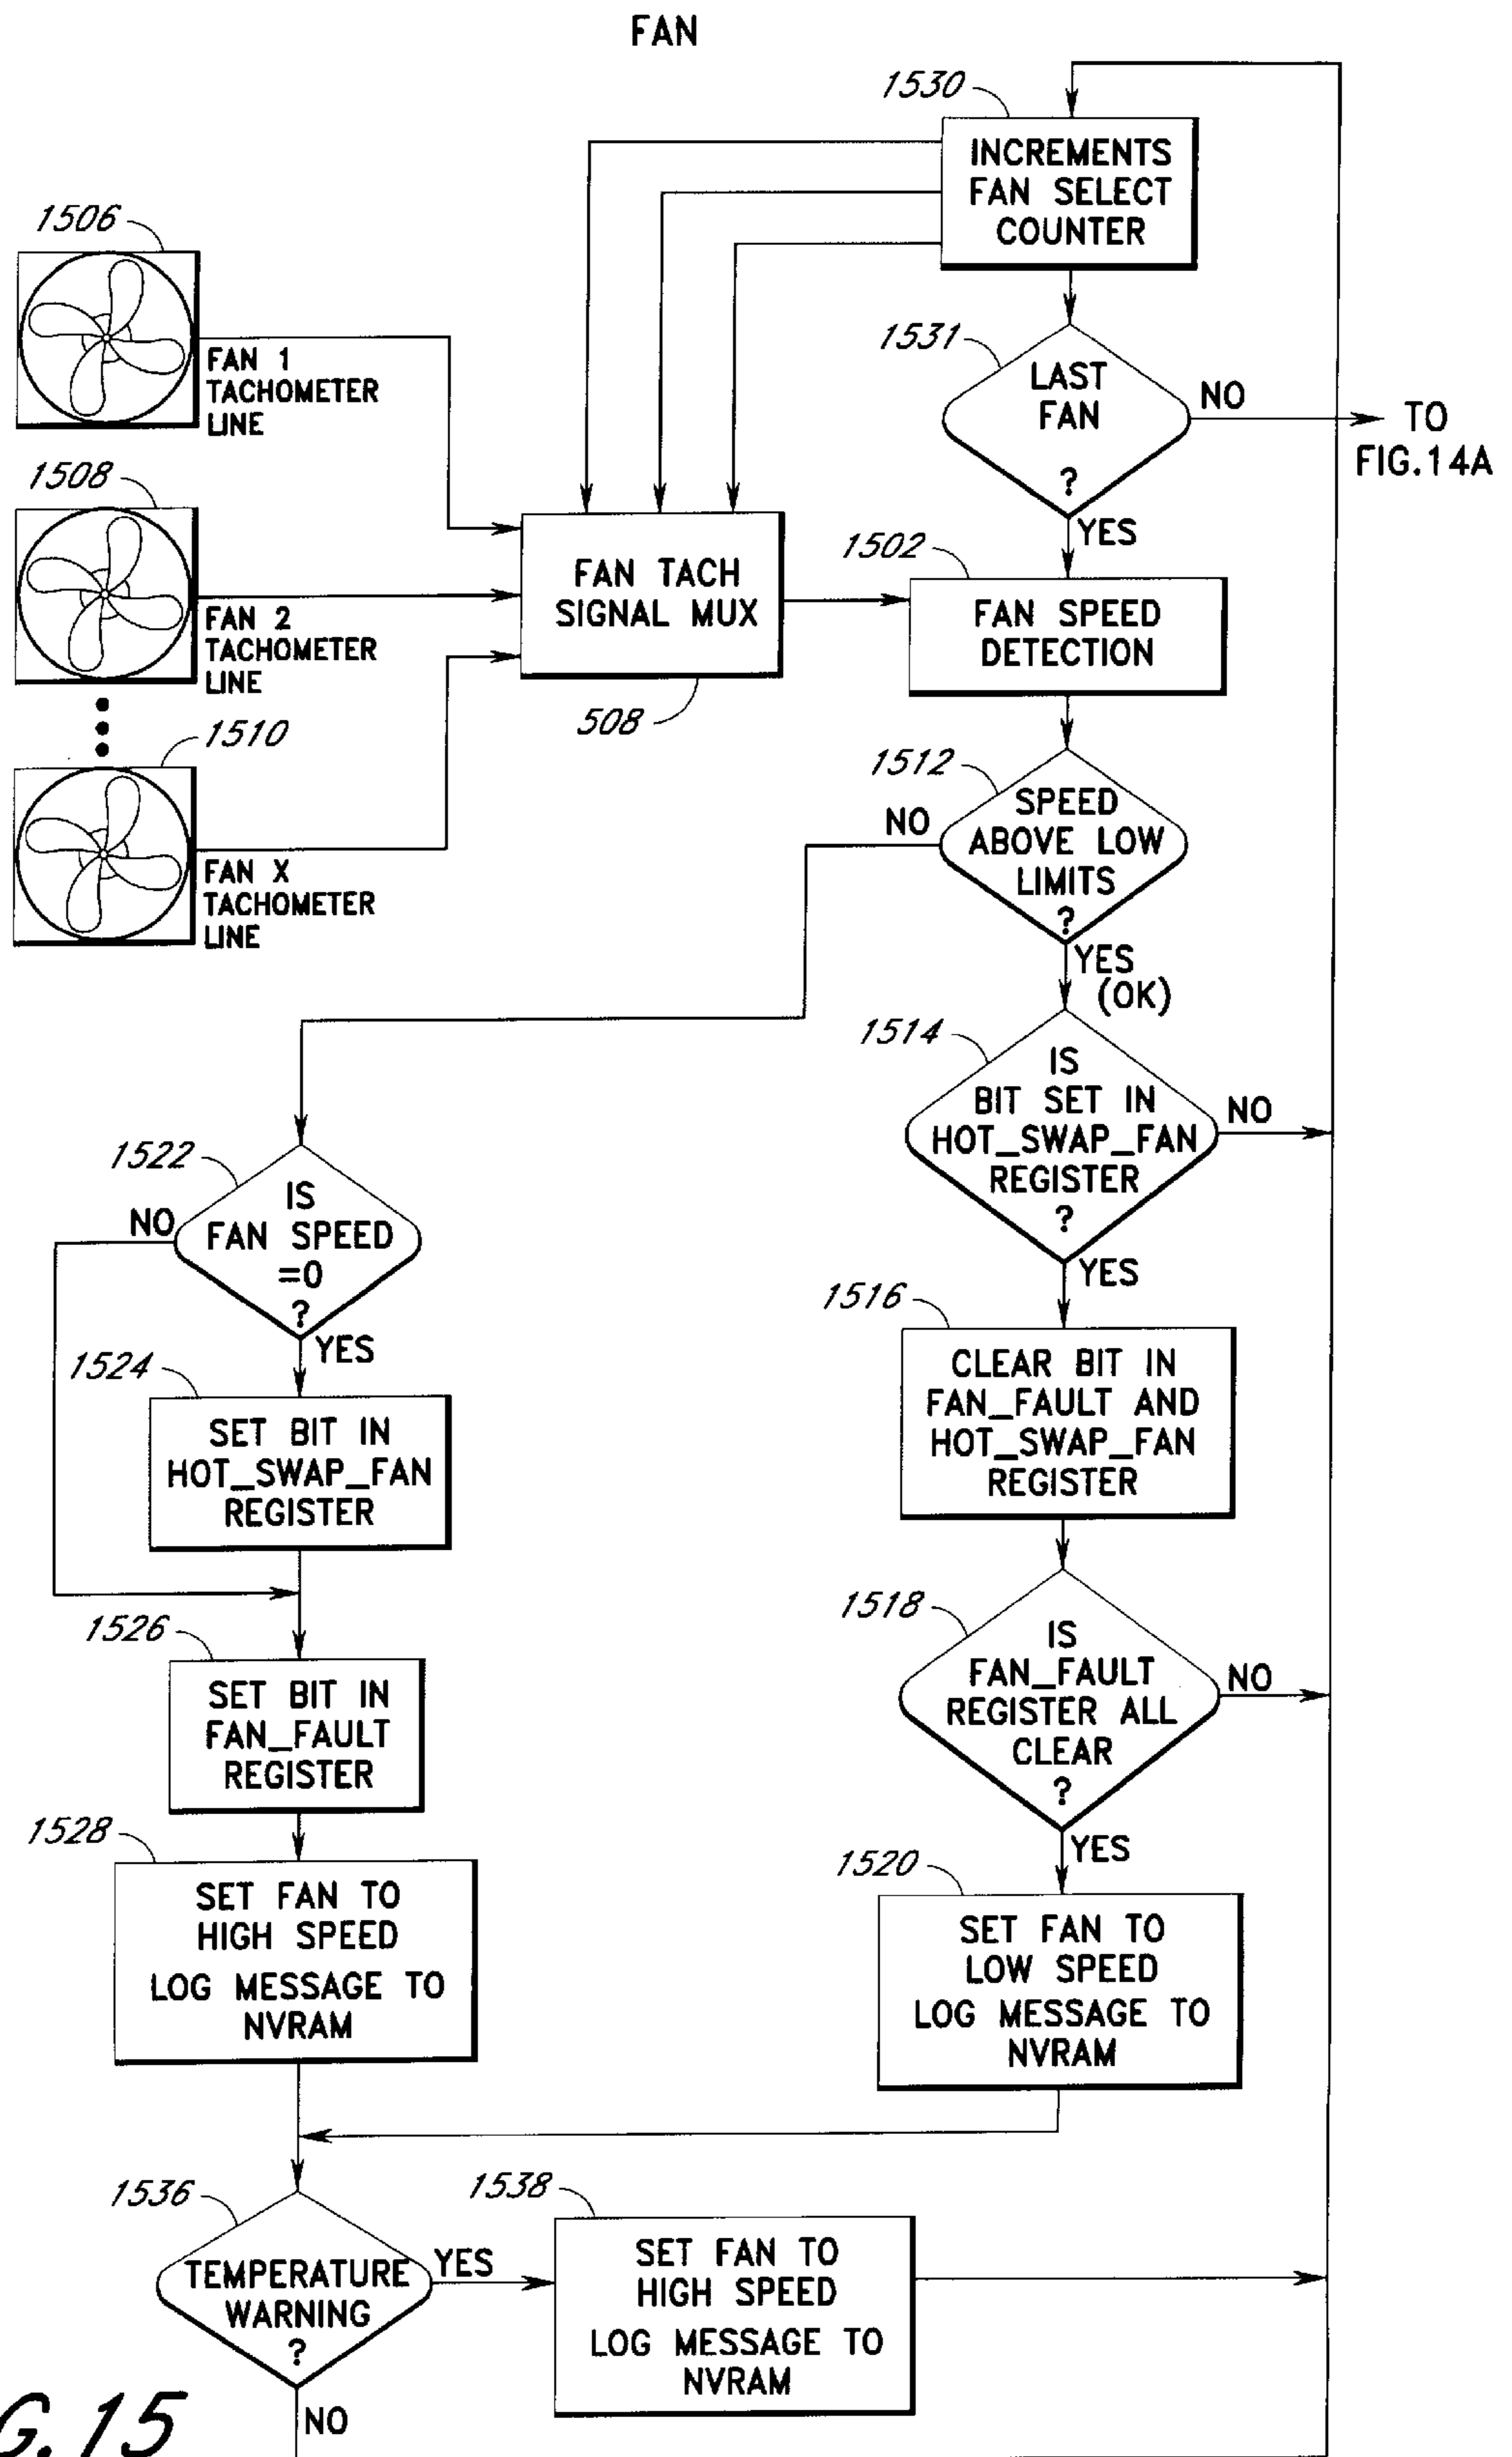 FAN
1530
INCREMENTS
FAN SELECT
COUNTER
1506
FAN 1
TACHOMETER
LINE
1531
LAST
FAN
?
NO
TO
FIG.14A
YES
1508
FAN 2
TACHOMETER
LINE
FAN TACH
SIGNAL MUX
508
1502
FAN SPEED
DETECTION
1510
FAN X
TACHOMETER
LINE
1512
SPEED
ABOVE LOW
LIMITS
?
NO
YES
(OK)
1514
IS
BIT SET IN
HOT_SWAP_FAN
REGISTER
?
NO
YES
1522
IS
FAN SPEED
=0
?
NO
YES
1516
CLEAR BIT IN
FAN_FAULT AND
HOT_SWAP_FAN
REGISTER
1524
SET BIT IN
HOT_SWAP_FAN
REGISTER
1518
IS
FAN_FAULT
REGISTER ALL
CLEAR
?
NO
YES
1526
SET BIT IN
FAN_FAULT
REGISTER
1528
SET FAN TO
HIGH SPEED
LOG MESSAGE TO
NVRAM
1520
SET FAN TO
LOW SPEED
LOG MESSAGE TO
NVRAM
1536
TEMPERATURE
WARNING
?
YES
NO
1538
SET FAN TO
HIGH SPEED
LOG MESSAGE TO
NVRAM
G.15